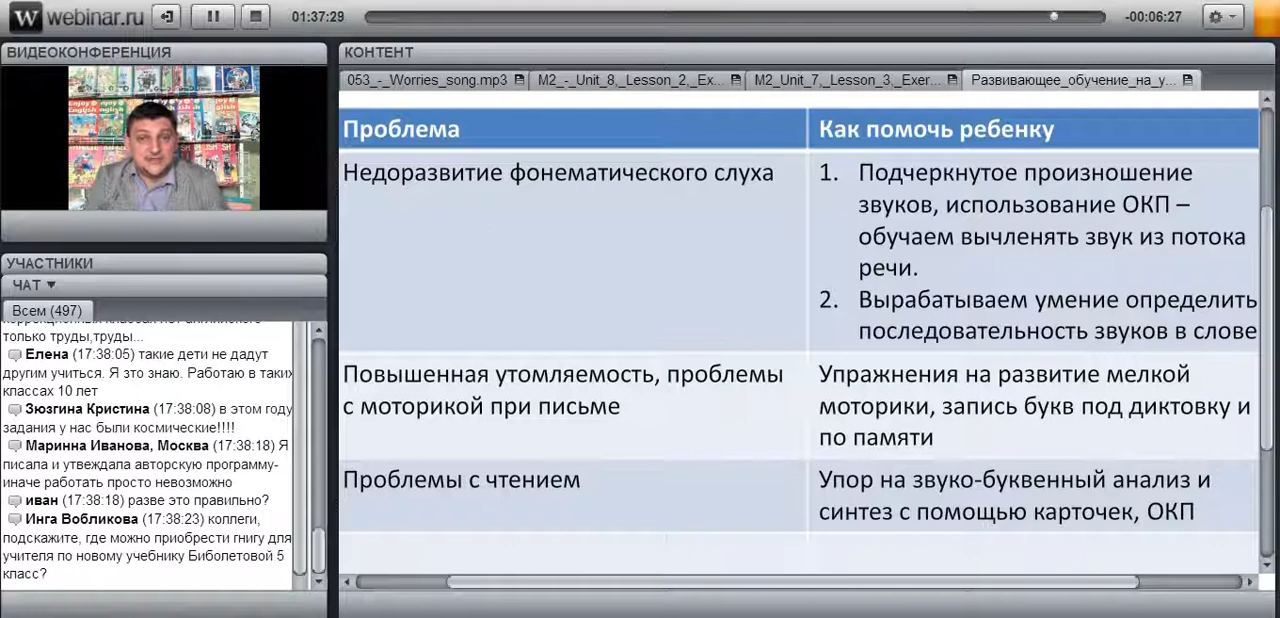 webinar.ru
01:37:29
-00:06:27
ВИДЕОКОНФЕРЕНЦИЯ
Enjoy English
УЧАСТНИКИ
ЧАТ
Всем (497)
только труды,труды...
Елена (17:38:05) такие дети не дадут
другим учиться. Я это знаю. Работаю в таких
классах 10 лет
Зюзгина Кристина (17:38:08) в этом году
задания у нас были космические!!!!
Маринна Иванова, Москва (17:38:18) Я
писала и утвеждала авторскую программу-
иначе работать просто невозможно
иван (17:38:18) разве это правильно?
Инга Вобликова (17:38:23) коллеги,
подскажите, где можно приобрести гнигу для
учителя по новому учебнику Биболетовой 5
класс?
КОНТЕНТ
053_-_Worries_song.mp3
M2_-_Unit_8,_Lesson_2,_Ex...
M2_Unit_7,_Lesson_3,_Exer...
Развивающее_обучение_на_у...
Проблема
Как помочь ребенку
Недоразвитие фонематического слуха
1. Подчеркнутое произношение
звуков, использование ОКП –
обучаем вычленять звук из потока
речи.
2. Вырабатываем умение определить
последовательность звуков в слове
Повышенная утомляемость, проблемы
с моторикой при письме
Упражнения на развитие мелкой
моторики, запись букв под диктовку и
по памяти
Проблемы с чтением
Упор на звуко-буквенный анализ и
синтез с помощью карточек, ОКП